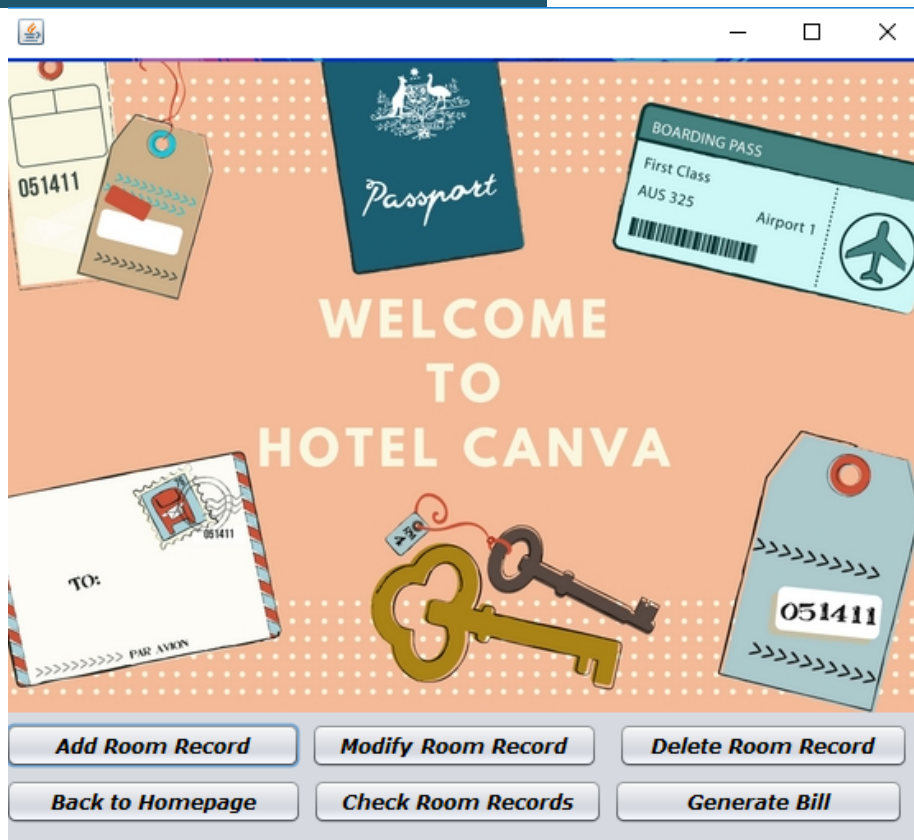 051411
Passport
BOARDING PASS
First Class
AUS 325
Airport 1
WELCOME
TO
HOTEL CANVA
051411
TO:
PAR AVION
051411
Add Room Record
Modify Room Record
Delete Room Record
Back to Homepage
Check Room Records
Generate Bill